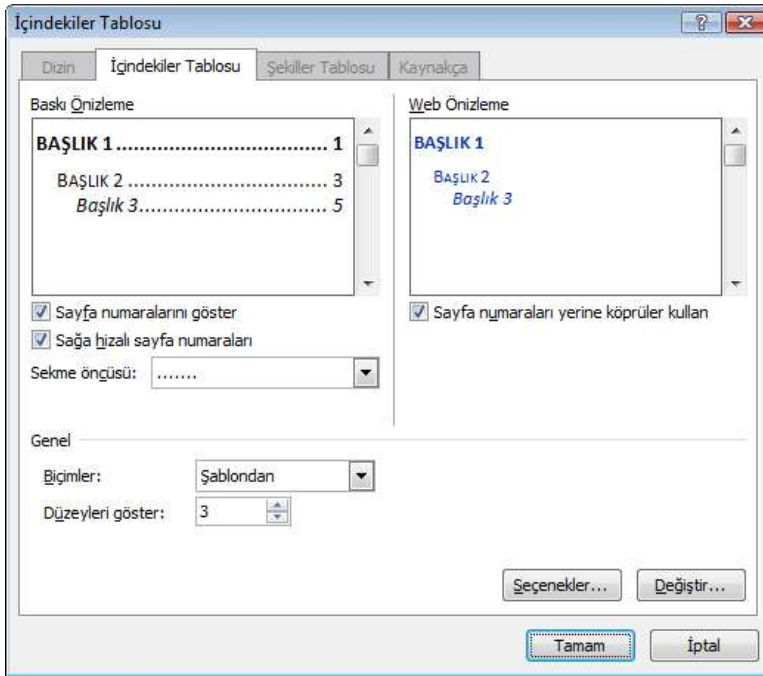 İçindekiler Tablosu
Dizin
İçindekiler Tablosu
Şekiller Tablosu
Kaynakça
Baskı Önizleme
BAŞLIK 1 ................................... 1
BAŞLIK 2 ................................. 3
Başlık 3............................... 5
Sayfa numaralarını göster
Sağa hizalı sayfa numaraları
Sekme öncüsü: .......
Web Önizleme
BAŞLIK 1
BAŞLIK 2
Başlık 3
Sayfa numaraları yerine köprüler kullan
Genel
Biçimler: Şablondan
Düzeyleri göster: 3
Seçenekler...
Değiştir...
Tamam
İptal